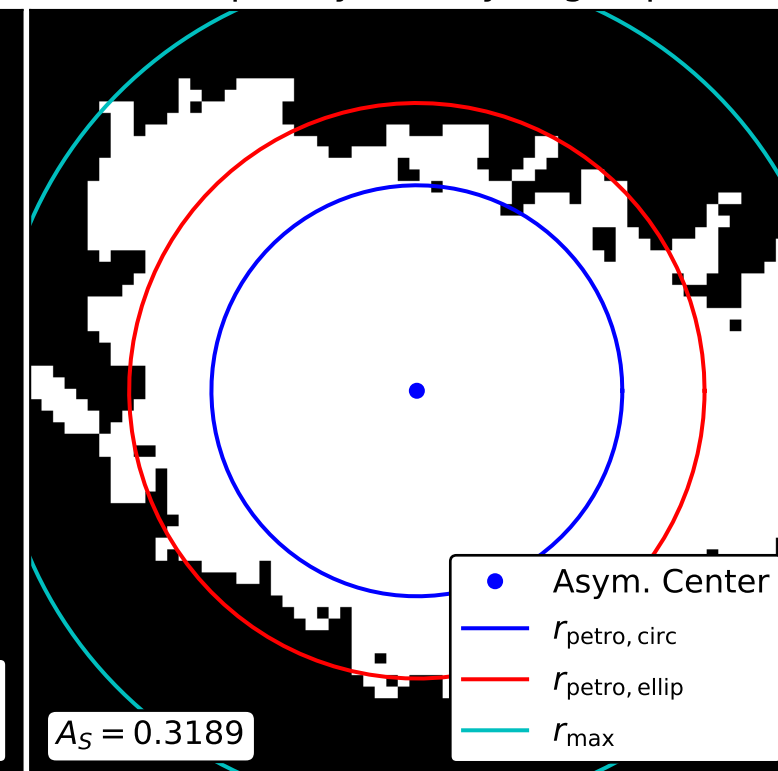 Asym. Center
r_petro, circ
r_petro, ellip
r_max
A_S = 0.3189